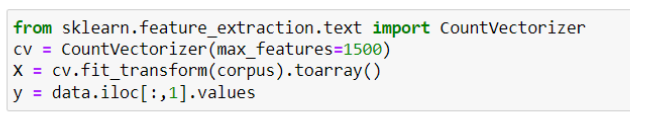 from sklearn.feature_extraction.text import CountVectorizer
cv = CountVectorizer(max_features=1500)
X = cv.fit_transform(corpus).toarray()
y = data.iloc[:,1].values